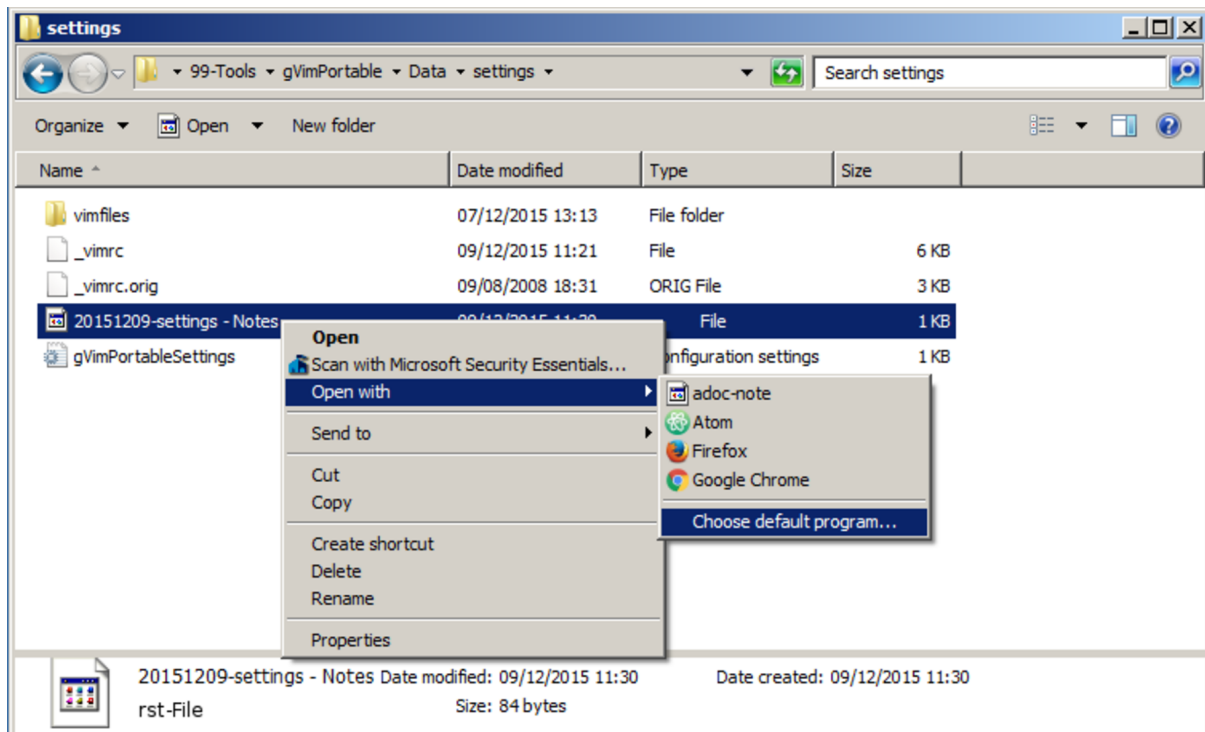 settings
99-Tools gVimPortable Data settings Search settings
Organize Open New folder
Name Date modified Type Size
vimfiles 07/12/2015 13:13 File folder
_vimrc 09/12/2015 11:21 File 6 KB
_vimrc.orig 09/08/2008 18:31 ORIG File 3 KB
20151209-settings - Notes File 1 KB
gVimPortableSettings onfiguration settings 1 KB
Open
Scan with Microsoft Security Essentials...
Open with
Send to
Cut
Copy
Create shortcut
Delete
Rename
Properties
adoc-note
Atom
Firefox
Google Chrome
Choose default program...
20151209-settings - Notes Date modified: 09/12/2015 11:30 Date created: 09/12/2015 11:30
rst-File Size: 84 bytes